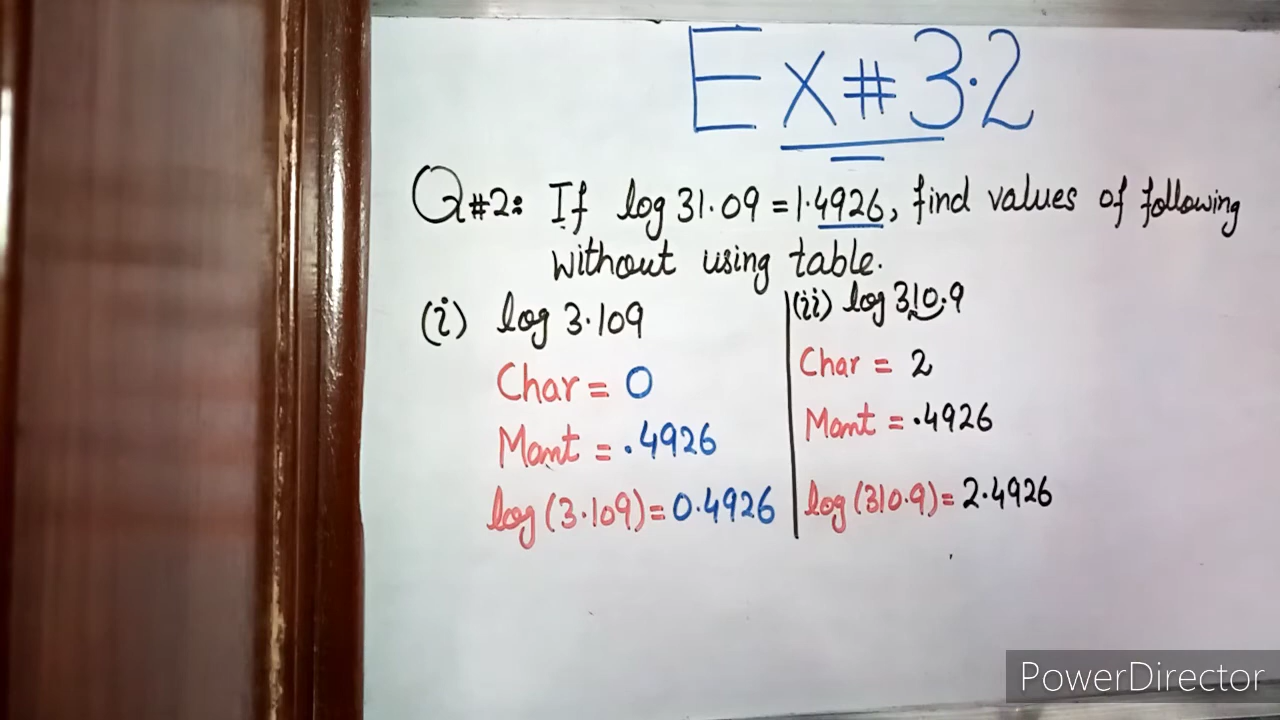 Ex#3.2
Q#2: If log 31.09 = 1.4926, find values of following
without using table.
(i) log 3.109
Char = 0
Mant = .4926
log (3.109) = 0.4926
(ii) log 310.9
Char = 2
Mant = .4926
log (310.9) = 2.4926
PowerDirector